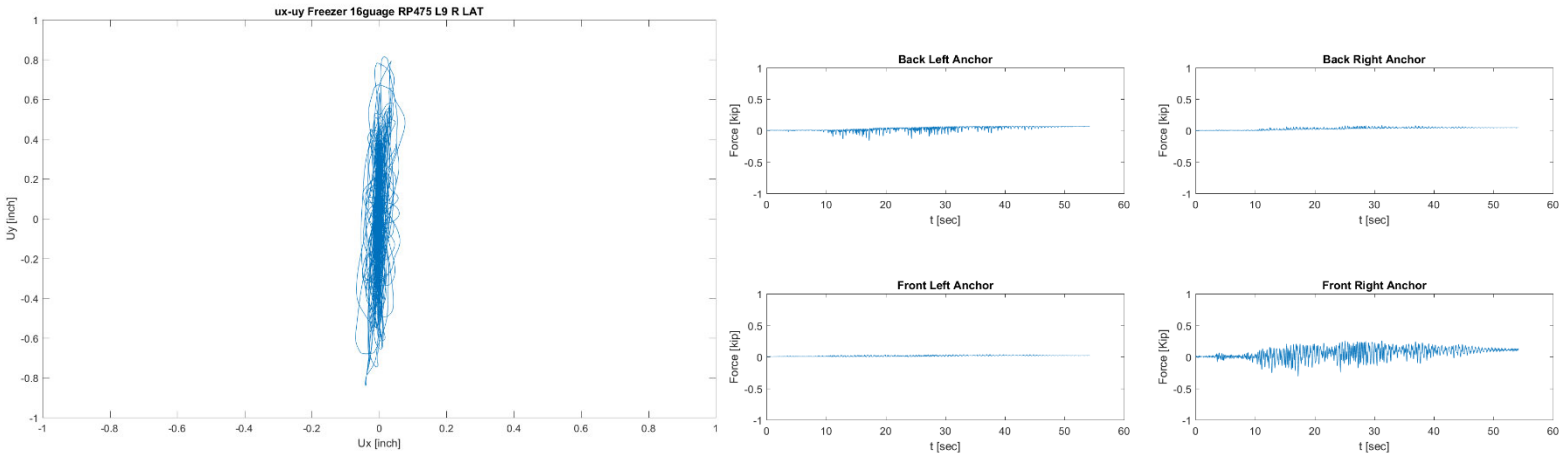 ux-uy Freezer 16guage RP475 L9 R LAT
1
0.8
0.6
0.4
0.2
0
-0.2
-0.4
-0.6
-0.8
-1
Uy [inch]
-1 -0.8 -0.6 -0.4 -0.2 0 0.2 0.4 0.6 0.8 1
Ux [inch]
Back Left Anchor
1
0.5
0
-0.5
-1
Force [kip]
0 10 20 30 40 50 60
t [sec]
Back Right Anchor
1
0.5
0
-0.5
-1
Force [kip]
0 10 20 30 40 50 60
t [sec]
Front Left Anchor
1
0.5
0
-0.5
-1
Force [kip]
0 10 20 30 40 50 60
t [sec]
Front Right Anchor
1
0.5
0
-0.5
-1
Force [Kip]
0 10 20 30 40 50 60
t [sec]